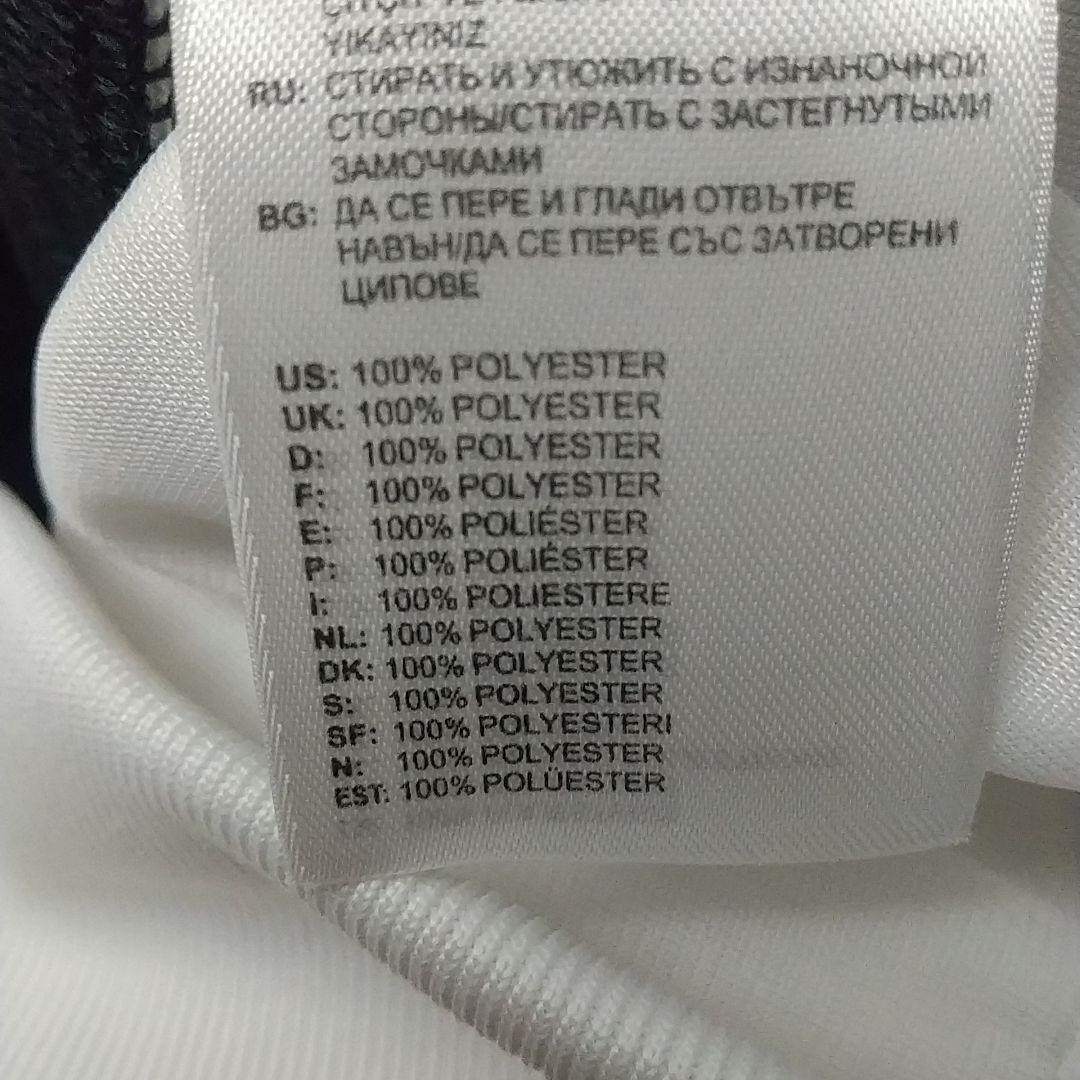 YIKAYINIZ
RU: СТИРАТЬ И УТЮЖИТЬ С ИЗНАНОЧНОЙ
СТОРОНЫ/СТИРАТЬ С ЗАСТЕГНУТЫМИ
ЗАМОЧКАМИ
BG: ДА СЕ ПЕРЕ И ГЛАДИ ОТВЪТРЕ
НАВЪН/ДА СЕ ПЕРЕ СЪС ЗАТВОРЕНИ
ЦИПОВЕ
US: 100% POLYESTER
UK: 100% POLYESTER
D: 100% POLYESTER
F: 100% POLYESTER
E: 100% POLIÉSTER
P: 100% POLIÉSTER
I: 100% POLIESTERE
NL: 100% POLYESTER
DK: 100% POLYESTER
S: 100% POLYESTER
SF: 100% POLYESTERI
N: 100% POLYESTER
EST: 100% POLÜESTER